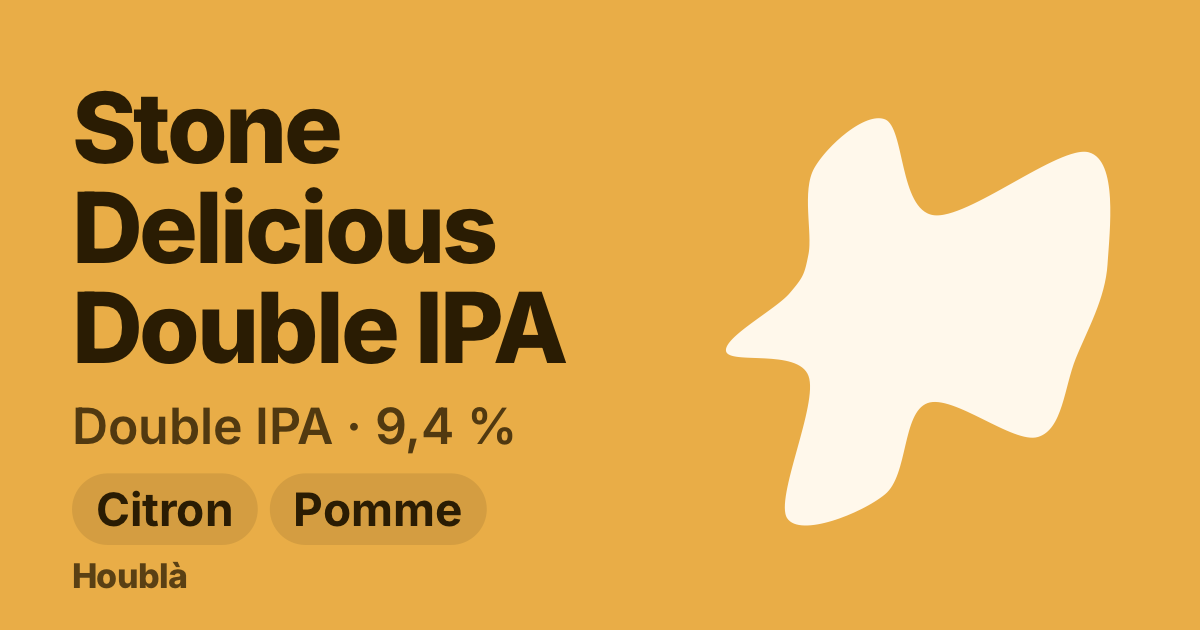 Stone
Delicious
Double IPA
Double IPA · 9,4 %
Citron Pomme
Houblà